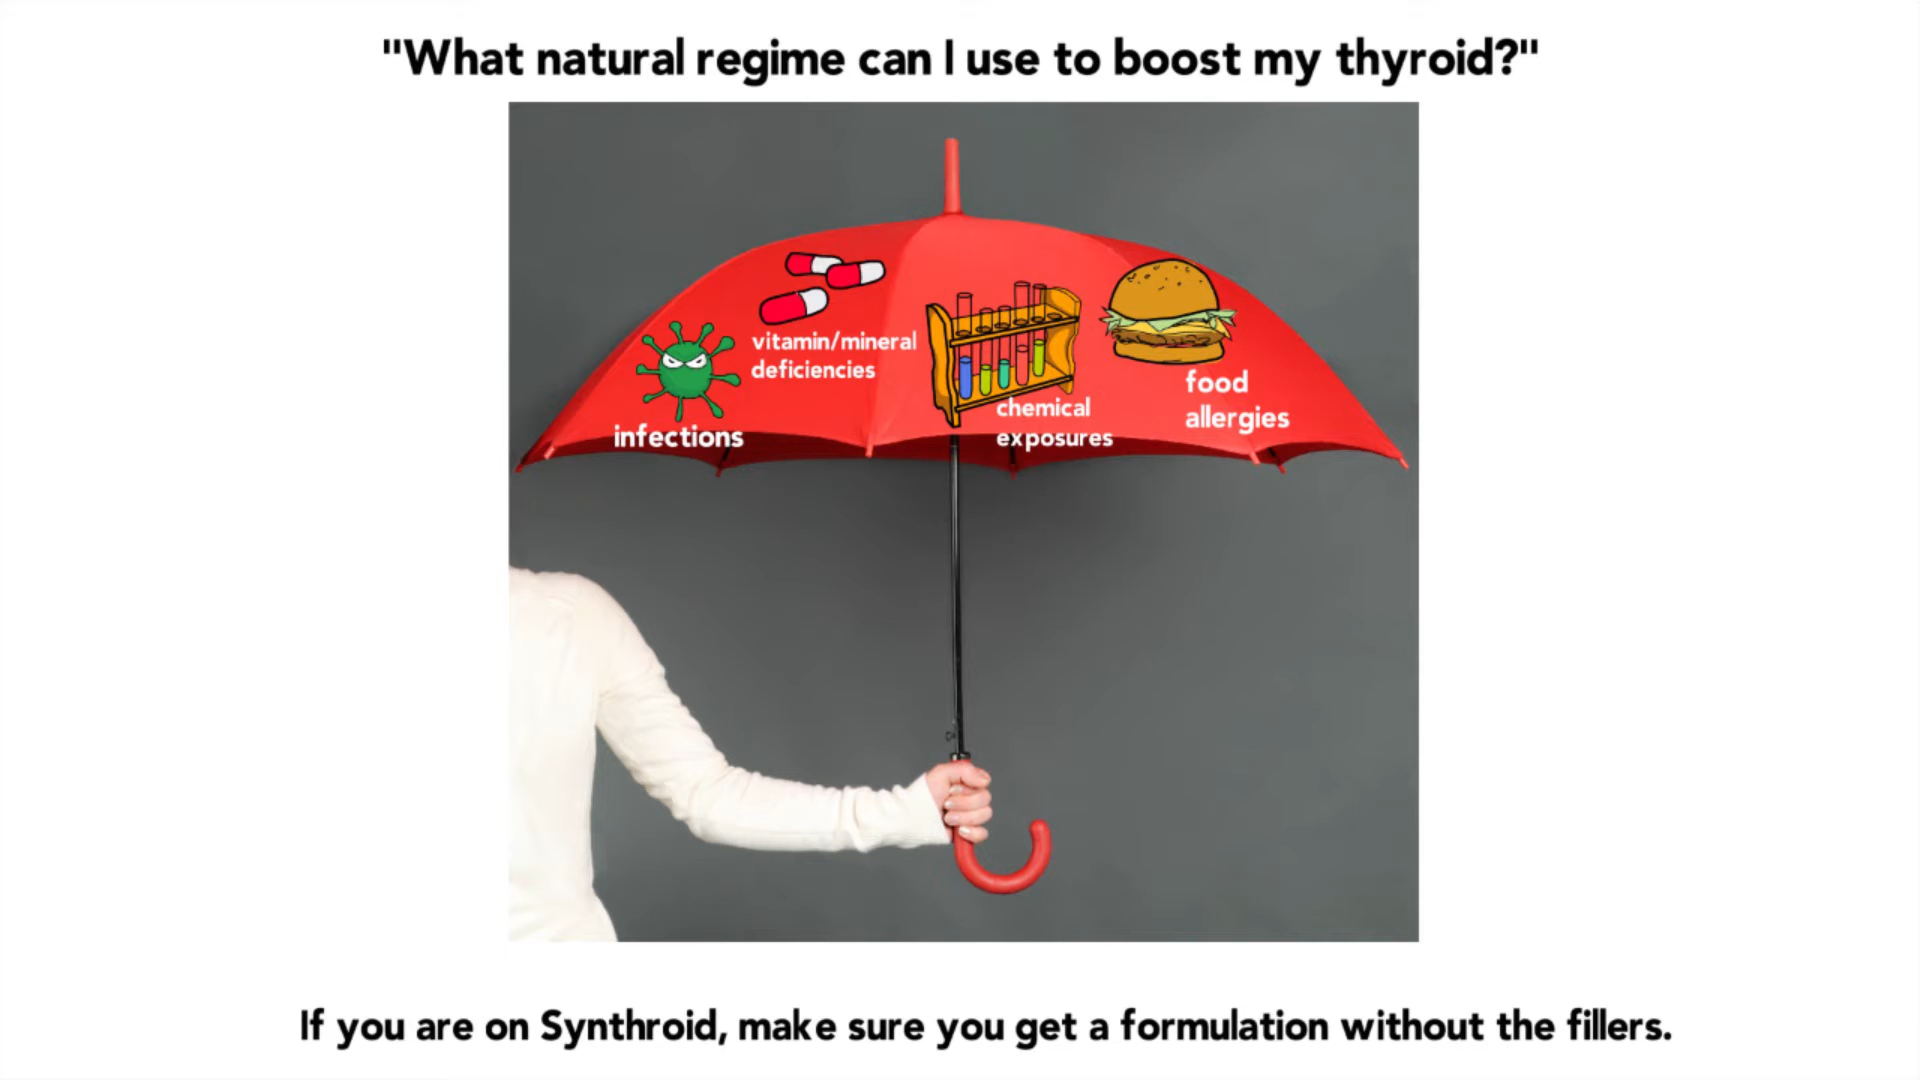 "What natural regime can I use to boost my thyroid?"
vitamin/mineral
deficiencies
infections
chemical
exposures
food
allergies
If you are on Synthroid, make sure you get a formulation without the fillers.